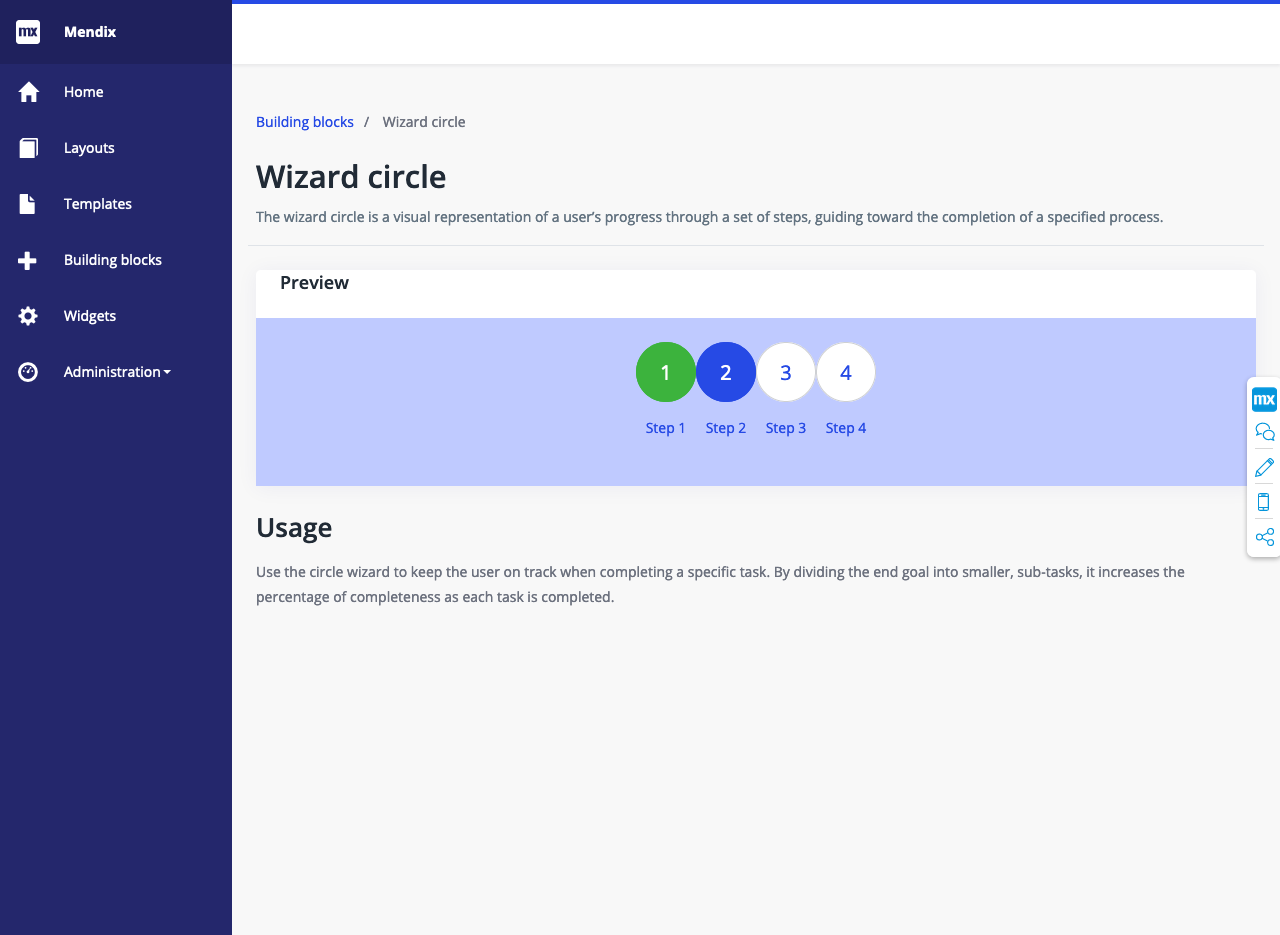 mx Mendix
Home
Layouts
Templates
Building blocks
Widgets
Administration
Building blocks / Wizard circle
Wizard circle
The wizard circle is a visual representation of a user’s progress through a set of steps, guiding toward the completion of a specified process.
Preview
1 2 3 4
Step 1 Step 2 Step 3 Step 4
mx
Usage
Use the circle wizard to keep the user on track when completing a specific task. By dividing the end goal into smaller, sub-tasks, it increases the
percentage of completeness as each task is completed.